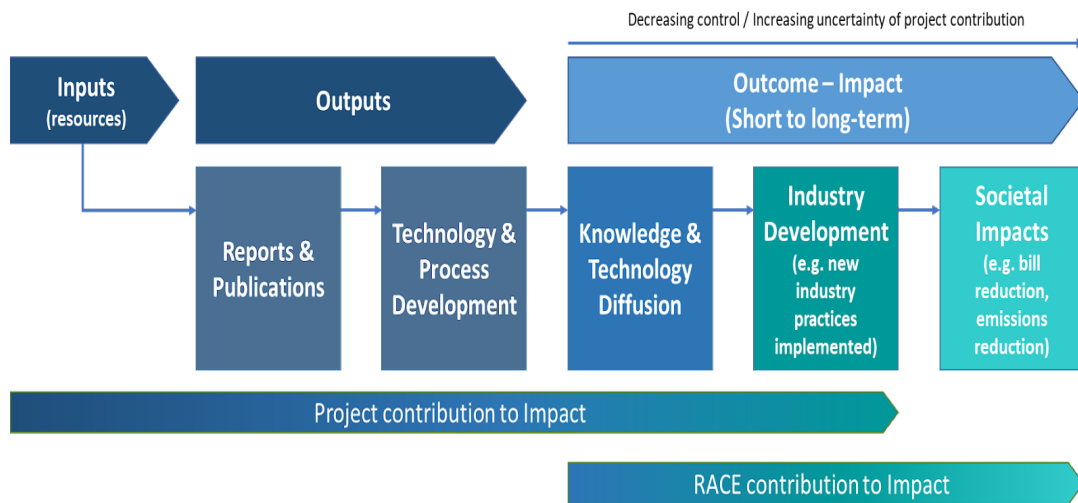 Decreasing control / Increasing uncertainty of project contribution
Inputs
(resources)
Outputs
Outcome – Impact
(Short to long-term)
Reports &
Publications
Technology &
Process
Development
Knowledge &
Technology
Diffusion
Industry
Development
(e.g. new
industry
practices
implemented)
Societal
Impacts
(e.g. bill
reduction,
emissions
reduction)
Project contribution to Impact
RACE contribution to Impact